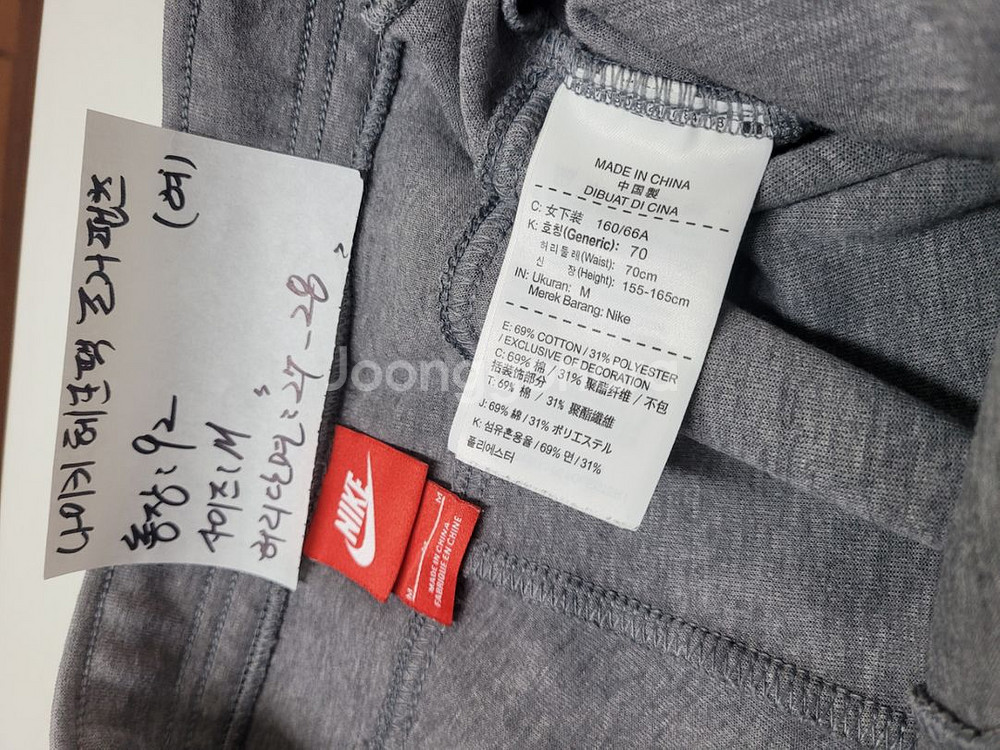 나이키 테크팩 조거팬츠
(여)
총장: 92
사이즈: M
허리단면: 27-28
MADE IN CHINA
中国製
DIBUAT DI CINA
C: 女下装 160/66A
K: 호칭(Generic): 70
허리둘레(Waist): 70cm
신 장(Height): 155-165cm
IN: Ukuran: M
Merek Barang: Nike
E: 69% COTTON / 31% POLYESTER
/ EXCLUSIVE OF DECORATION
C: 69% 棉 / 31% 聚酯纤维 / 不包
括装饰部分
T: 69% 棉 / 31% 聚酯纖維
J: 69% 綿 / 31% ポリエステル
K: 섬유혼용율 / 69% 면 / 31%
폴리에스터
NIKE
M M M
MADE IN CHINA
FABRIQUE EN CHINE
Joong